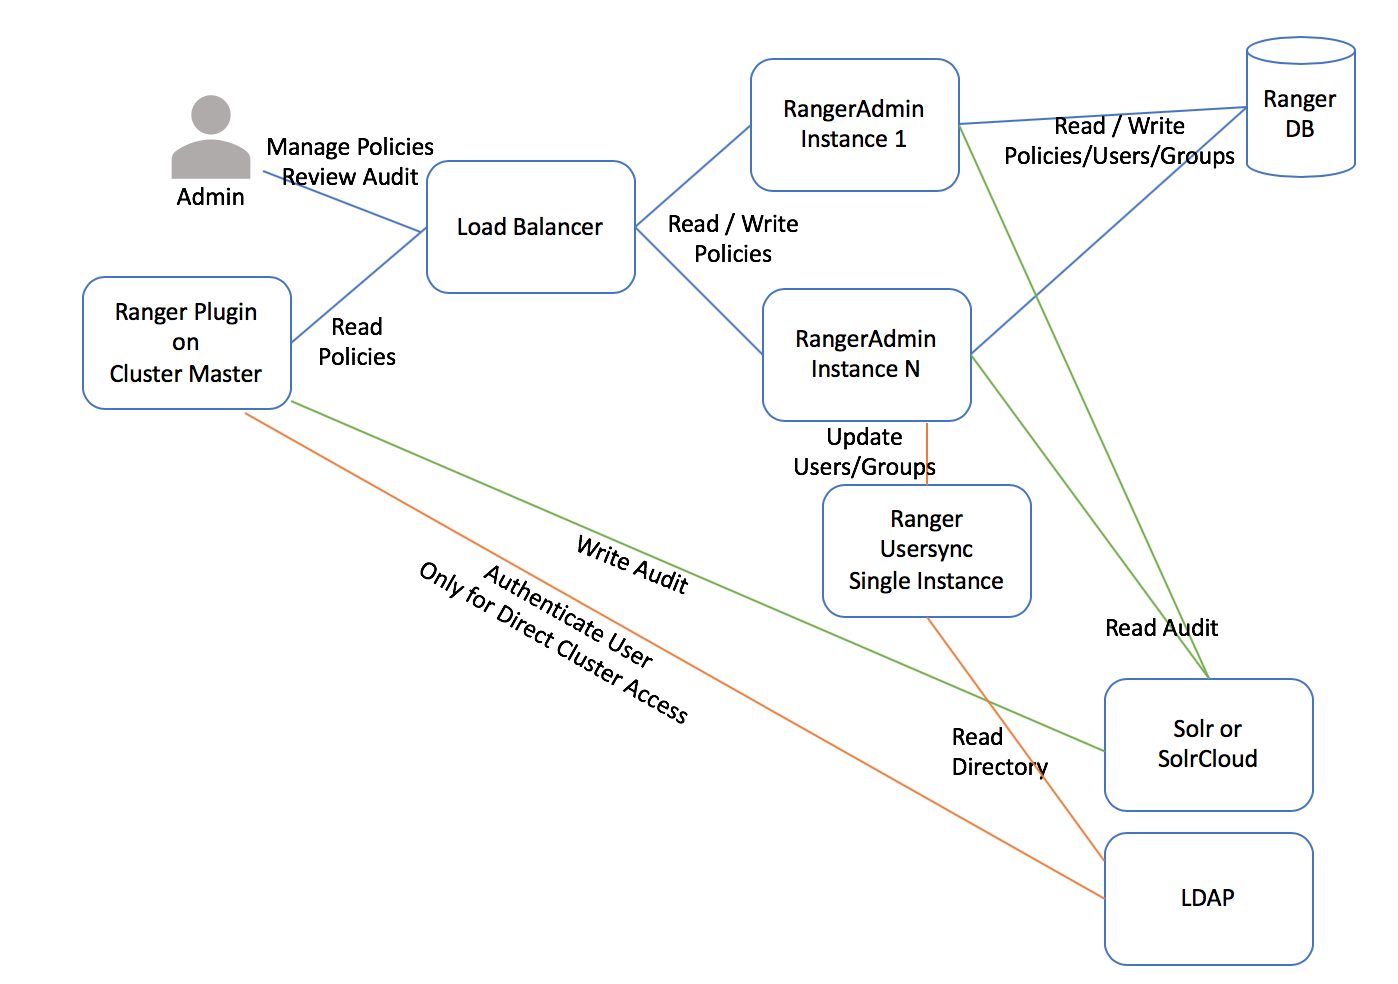 Ranger
DB
RangerAdmin
Instance 1
Read / Write
Policies/Users/Groups
Manage Policies
Review Audit
Admin
Load Balancer
Read / Write
Policies
Ranger Plugin
on
Cluster Master
Read
Policies
RangerAdmin
Instance N
Update
Users/Groups
Ranger
Usersync
Single Instance
Write Audit
Authenticate User
Only for Direct Cluster Access
Read Audit
Read
Directory
Solr or
SolrCloud
LDAP